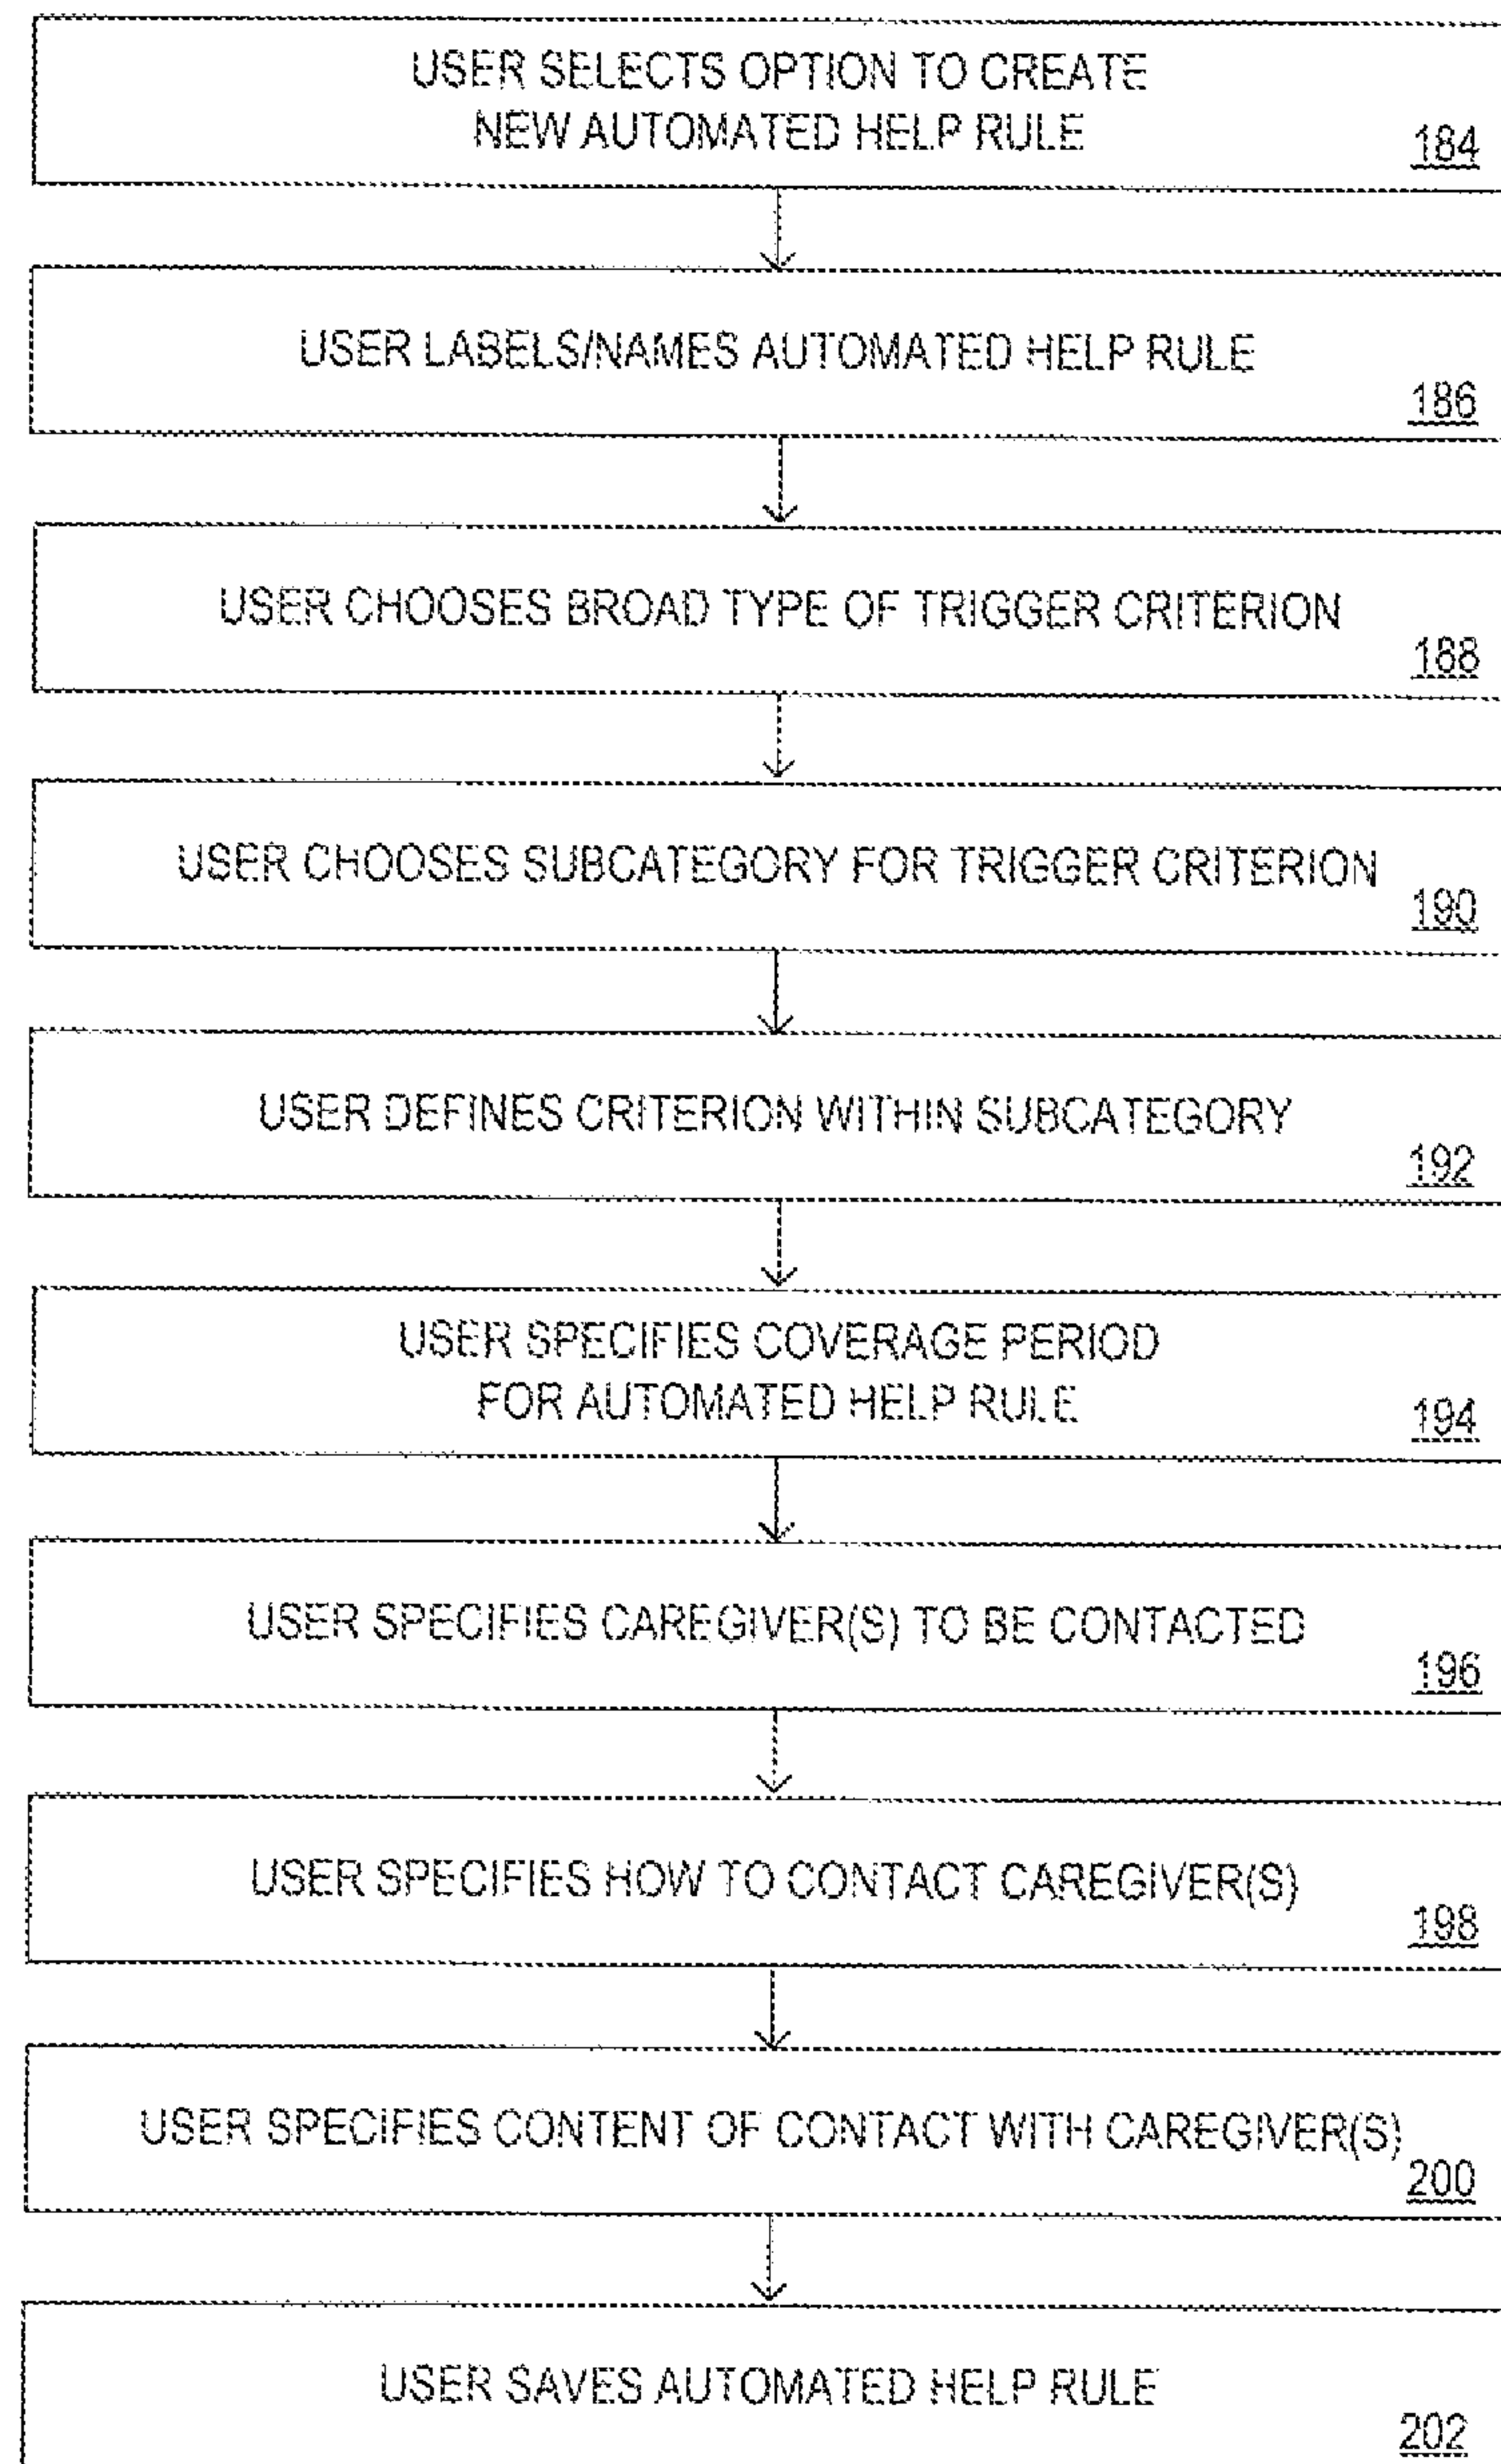 USER SELECTS OPTION TO CREATE
NEW AUTOMATED HELP RULE
184
USER LABELS/NAMES AUTOMATED HELP RULE
186
USER CHOOSES BROAD TYPE OF TRIGGER CRITERION
188
USER CHOOSES SUBCATEGORY FOR TRIGGER CRITERION
190
USER DEFINES CRITERION WITHIN SUBCATEGORY
192
USER SPECIFIES COVERAGE PERIOD
FOR AUTOMATED HELP RULE
194
USER SPECIFIES CAREGIVER(S) TO BE CONTACTED
196
USER SPECIFIES HOW TO CONTACT CAREGIVER(S)
198
USER SPECIFIES CONTENT OF CONTACT WITH CAREGIVER(S)
200
USER SAVES AUTOMATED HELP RULE
202